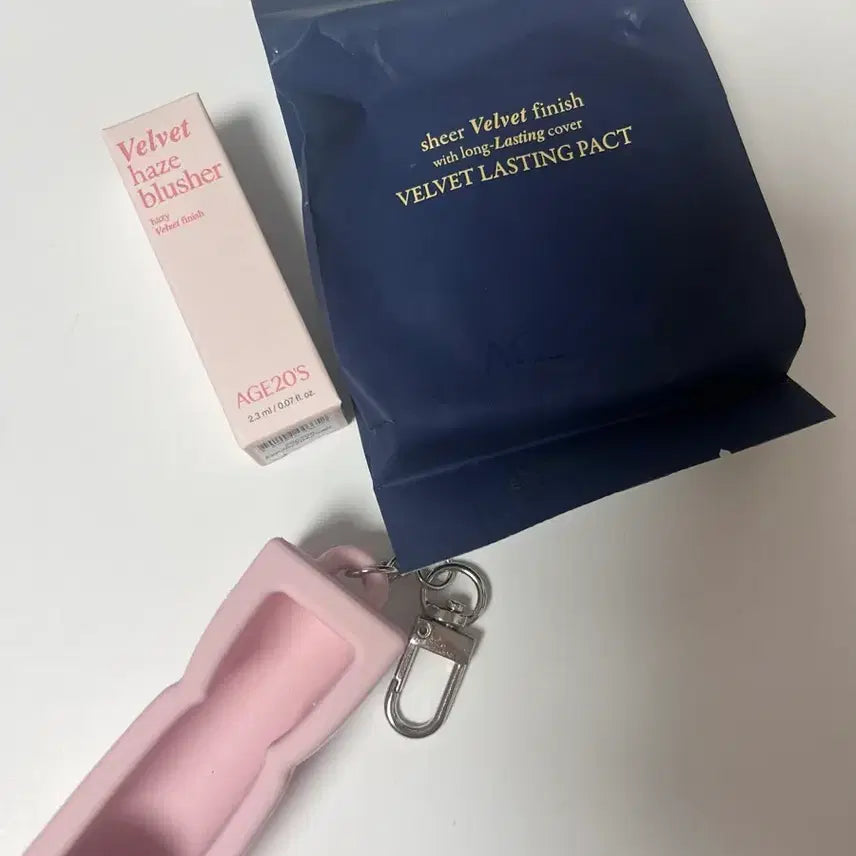 Velvet
haze
blusher
hazy
Velvet finish
AGE20'S
2.3 ml / 0.07 fl. oz.
sheer Velvet finish
with long-Lasting cover
VELVET LASTING PACT